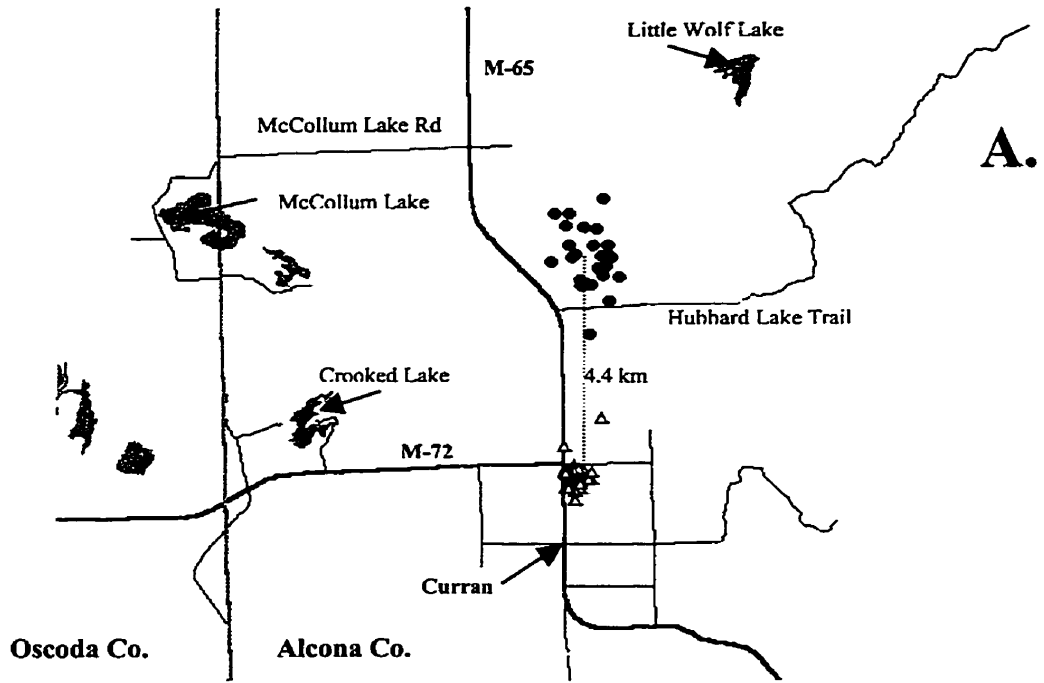 Little Wolf Lake
M-65
McCollum Lake Rd
A.
McCollum Lake
Hubhard Lake Trail
Crooked Lake
4.4 km
M-72
Curran
Oscoda Co.
Alcona Co.